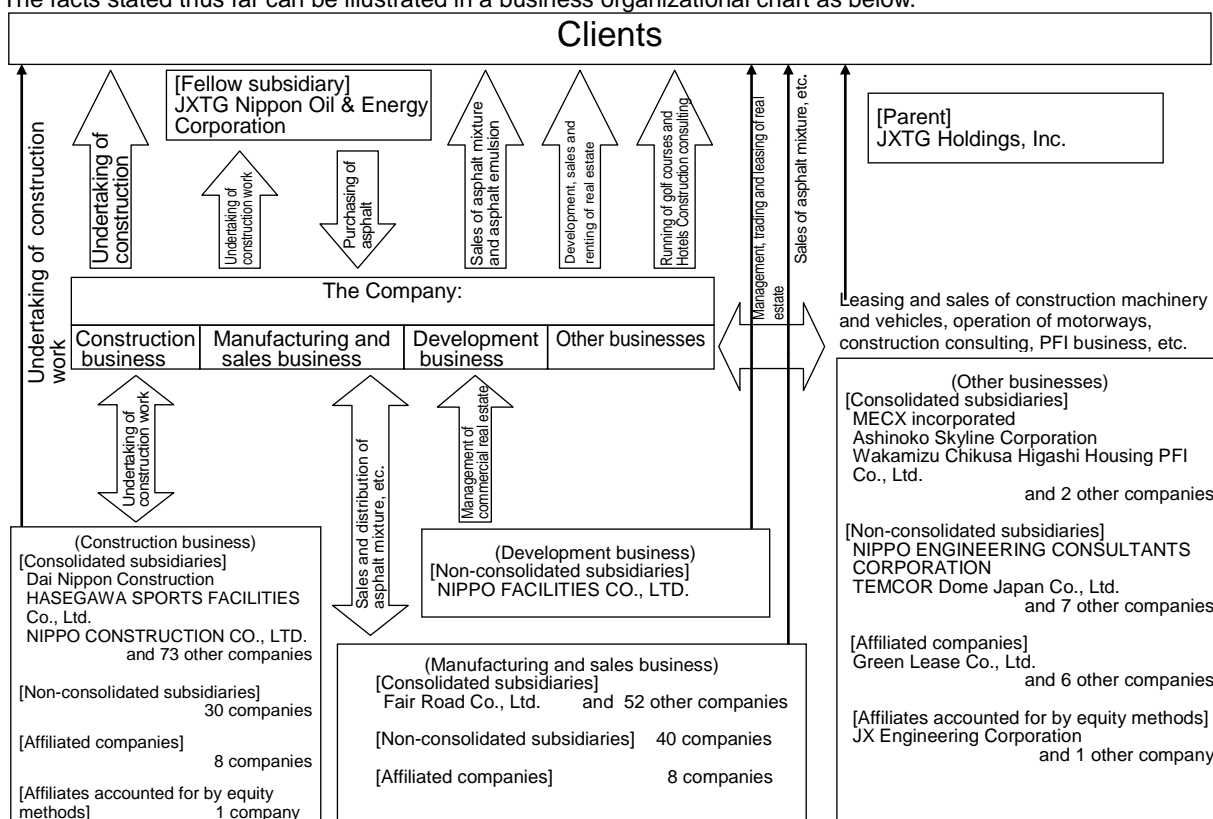 The facts stated thus far can be illustrated in a business organizational chart as below.
Clients
Undertaking of construction
work
Undertaking of
construction
[Fellow subsidiary]
JXTG Nippon Oil & Energy
Corporation
Undertaking of
construction work
Purchasing of
asphalt
Sales of asphalt mixture
and asphalt emulsion
Development, sales and
renting of real estate
Running of golf courses and
Hotels Construction consulting
Management, trading and leasing of real
estate
Sales of asphalt mixture, etc.
[Parent]
JXTG Holdings, Inc.
The Company:
Construction
business
Manufacturing and
sales business
Development
business
Other businesses
Leasing and sales of construction machinery
and vehicles, operation of motorways,
construction consulting, PFI business, etc.
Undertaking of
construction work
Sales and distribution of
asphalt mixture, etc.
Management of
commercial real estate
(Construction business)
[Consolidated subsidiaries]
Dai Nippon Construction
HASEGAWA SPORTS FACILITIES
Co., Ltd.
NIPPO CONSTRUCTION CO., LTD.
and 73 other companies
[Non-consolidated subsidiaries]
30 companies
[Affiliated companies]
8 companies
[Affiliates accounted for by equity
methods] 1 company
(Development business)
[Non-consolidated subsidiaries]
NIPPO FACILITIES CO., LTD.
(Manufacturing and sales business)
[Consolidated subsidiaries]
Fair Road Co., Ltd. and 52 other companies
[Non-consolidated subsidiaries] 40 companies
[Affiliated companies] 8 companies
(Other businesses)
[Consolidated subsidiaries]
MECX incorporated
Ashinoko Skyline Corporation
Wakamizu Chikusa Higashi Housing PFI
Co., Ltd.
and 2 other companies
[Non-consolidated subsidiaries]
NIPPO ENGINEERING CONSULTANTS
CORPORATION
TEMCOR Dome Japan Co., Ltd.
and 7 other companies
[Affiliated companies]
Green Lease Co., Ltd.
and 6 other companies
[Affiliates accounted for by equity methods]
JX Engineering Corporation
and 1 other company